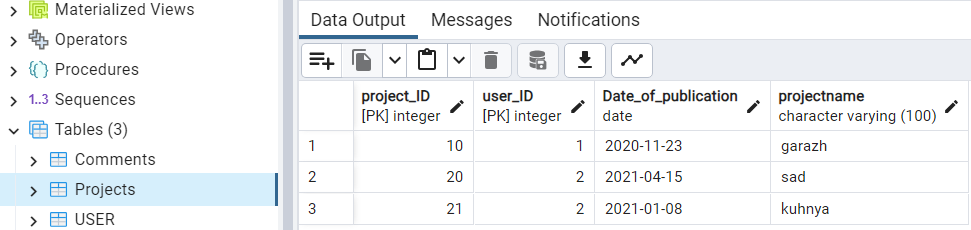 Materialized Views
Operators
Procedures
1..3 Sequences
Tables (3)
Comments
Projects
USER
Data Output Messages Notifications
project_ID user_ID Date_of_publication projectname
[PK] integer [PK] integer date character varying (100)
1 10 1 2020-11-23 garazh
2 20 2 2021-04-15 sad
3 21 2 2021-01-08 kuhnya